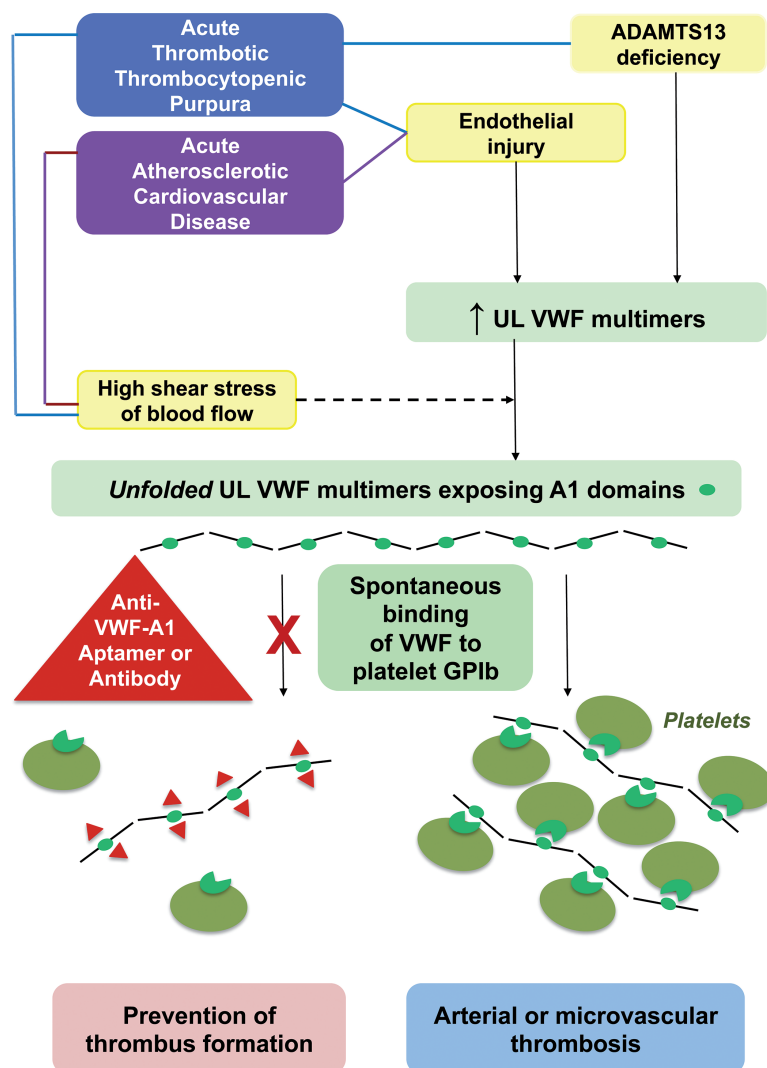 Acute
Thrombotic
Thrombocytopenic
Purpura
ADAMTS13
deficiency
Endothelial
injury
Acute
Atherosclerotic
Cardiovascular
Disease
↑ UL VWF multimers
High shear stress
of blood flow
Unfolded UL VWF multimers exposing A1 domains
Anti-
VWF-A1
Aptamer or
Antibody
X
Spontaneous
binding
of VWF to
platelet GPIb
Platelets
Prevention of
thrombus formation
Arterial or microvascular
thrombosis